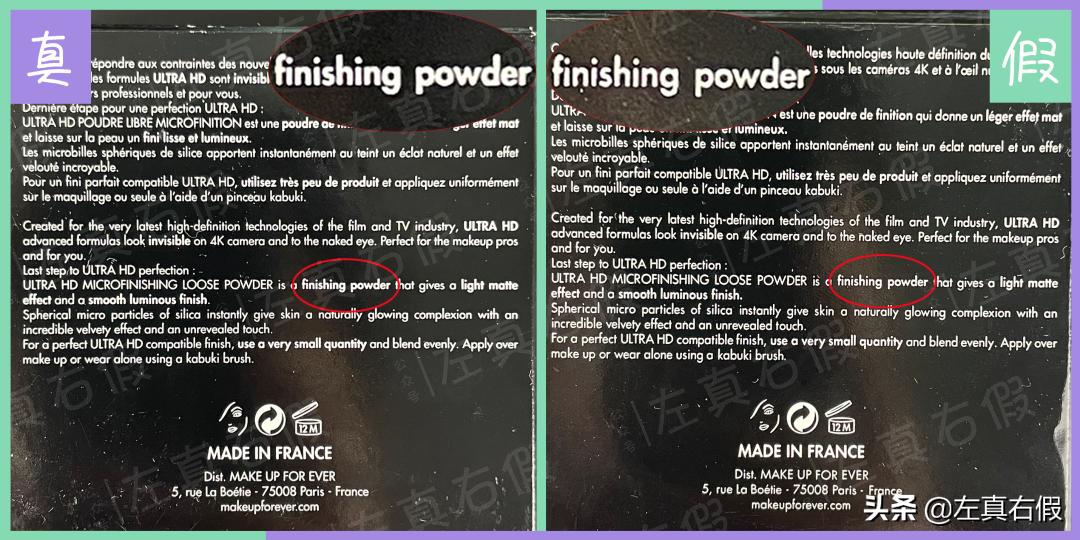 真
finishing powder
répondre aux contraintes des nouve
les formules ULTRA HD sont invisibl
rs professionnels et pour vous.
Dernière étape pour une perfection ULTRA HD :
ULTRA HD POUDRE LIBRE MICROFINITION est une poudre de
léger effet mat
et laisse sur la peau un fini lisse et lumineux.
Les microbilles sphériques de silice apportent instantanément au teint un éclat naturel et un effet
velouté incroyable.
Pour un fini parfait compatible ULTRA HD, utilisez très peu de produit et appliquez uniformément
sur le maquillage ou seule à l'aide d'un pinceau kabuki.
Created for the very latest high-definition technologies of the film and TV industry, ULTRA HD
advanced formulas look invisible on 4K camera and to the naked eye. Perfect for the makeup pros
and for you.
Last step to ULTRA HD perfection :
ULTRA HD MICROFINISHING LOOSE POWDER is a finishing powder that gives a light matte
effect and a smooth luminous finish.
Spherical micro particles of silica instantly give skin a naturally glowing complexion with an
incredible velvety effect and an unrevealed touch.
For a perfect ULTRA HD compatible finish, use a very small quantity and blend evenly. Apply over
make up or wear alone using a kabuki brush.
12M
MADE IN FRANCE
Dist. MAKE UP FOR EVER
5, rue La Boétie - 75008 Paris - France
makeupforever.com
假
finishing powder
les technologies haute définition du
sous les caméras 4K et à l'œil nu
ULTRA
est une poudre de finition qui donne un léger effet mat
et laisse sur la peau un fini lisse et lumineux.
Les microbilles sphériques de silice apportent instantanément au teint un éclat naturel et un effet
velouté incroyable.
Pour un fini parfait compatible ULTRA HD, utilisez très peu de produit et appliquez uniformément
sur le maquillage ou seule à l'aide d'un pinceau kabuki.
Created for the very latest high-definition technologies of the film and TV industry, ULTRA HD
advanced formulas look invisible on 4K camera and to the naked eye. Perfect for the makeup pros
and for you.
Last step to ULTRA HD perfection :
ULTRA HD MICROFINISHING LOOSE POWDER is a finishing powder that gives a light matte
effect and a smooth luminous finish.
Spherical micro particles of silica instantly give skin a naturally glowing complexion with an
incredible velvety effect and an unrevealed touch.
For a perfect ULTRA HD compatible finish, use a very small quantity and blend evenly. Apply over
make up or wear alone using a kabuki brush.
12M
MADE IN FRANCE
Dist. MAKE UP FOR EVER
5, rue La Boétie - 75008 Paris - France
makeupforever.com
头条 @左真右假
左真右假